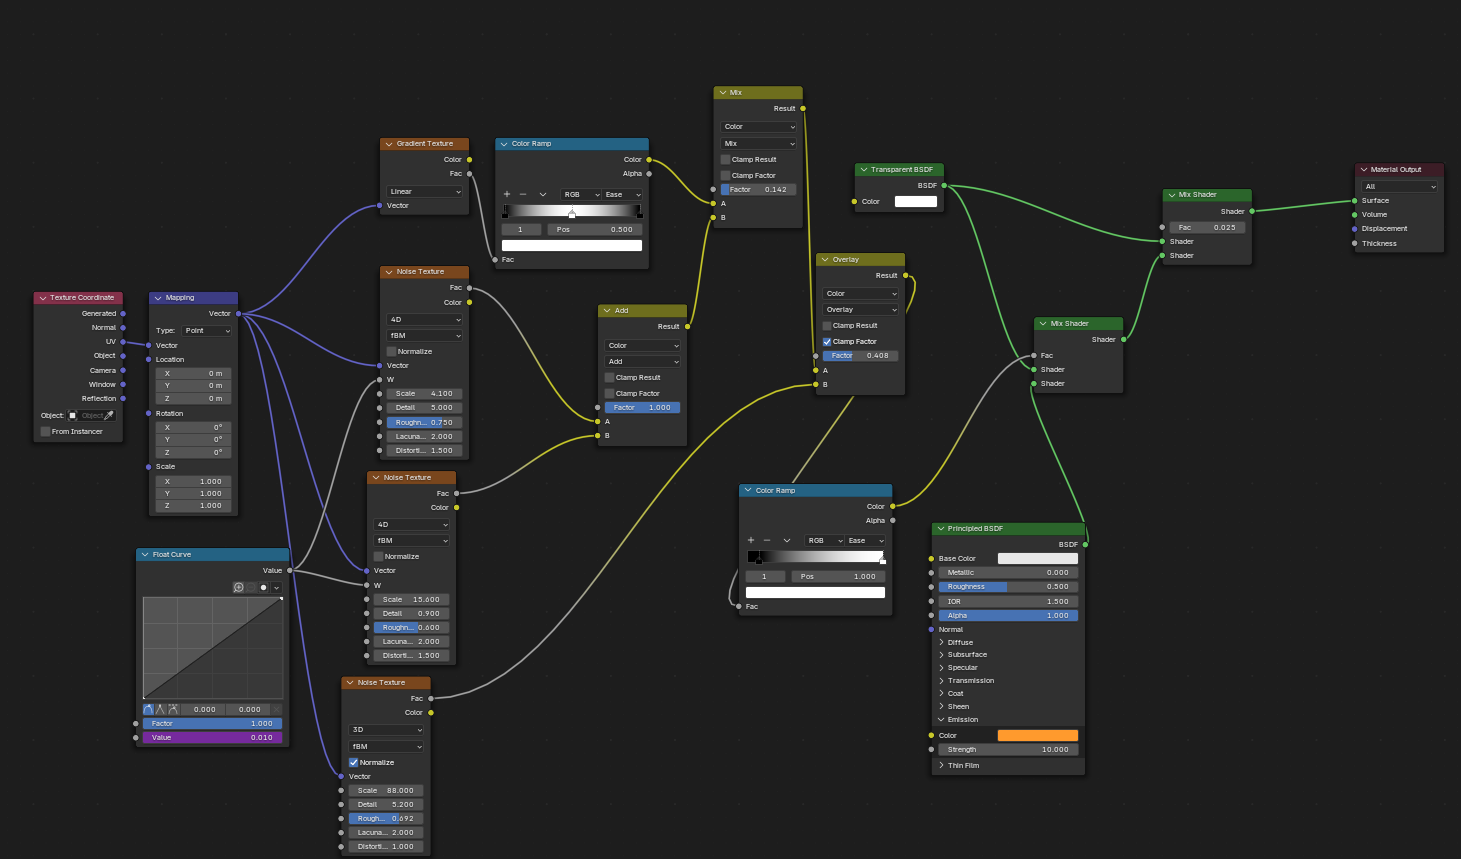 Texture Coordinate
Generated
Normal
UV
Object
Camera
Window
Reflection
Object:
Object
From Instancer
Mapping
Vector
Type:
Point
Vector
Location
X 0 m
Y 0 m
Z 0 m
Rotation
X 0°
Y 0°
Z 0°
Scale
X 1.000
Y 1.000
Z 1.000
Float Curve
Value
0.000 0.000
Factor 1.000
Value 0.010
Gradient Texture
Color
Fac
Linear
Vector
Color Ramp
Color
Alpha
RGB Ease
1 Pos 0.500
Fac
Noise Texture
Fac
Color
4D
fBM
Normalize
Vector
W
Scale 4.100
Detail 5.000
Roughn... 0.750
Lacuna... 2.000
Distorti... 1.500
Noise Texture
Fac
Color
4D
fBM
Normalize
Vector
W
Scale 15.600
Detail 0.900
Roughn... 0.600
Lacuna... 2.000
Distorti... 1.500
Noise Texture
Fac
Color
3D
fBM
Normalize
Vector
Scale 88.000
Detail 5.200
Rough... 0.692
Lacuna... 2.000
Distorti... 1.000
Add
Result
Color
Add
Clamp Result
Clamp Factor
Factor 1.000
A
B
Mix
Result
Color
Mix
Clamp Result
Clamp Factor
Factor 0.142
A
B
Overlay
Result
Color
Overlay
Clamp Result
Clamp Factor
Factor 0.408
A
B
Color Ramp
Color
Alpha
RGB Ease
1 Pos 1.000
Fac
Transparent BSDF
BSDF
Color
Principled BSDF
BSDF
Base Color
Metallic 0.000
Roughness 0.500
IOR 1.500
Alpha 1.000
Normal
Diffuse
Subsurface
Specular
Transmission
Coat
Sheen
Emission
Color
Strength 10.000
Thin Film
Mix Shader
Shader
Fac
Shader
Shader
Mix Shader
Shader
Fac 0.025
Shader
Shader
Material Output
All
Surface
Volume
Displacement
Thickness